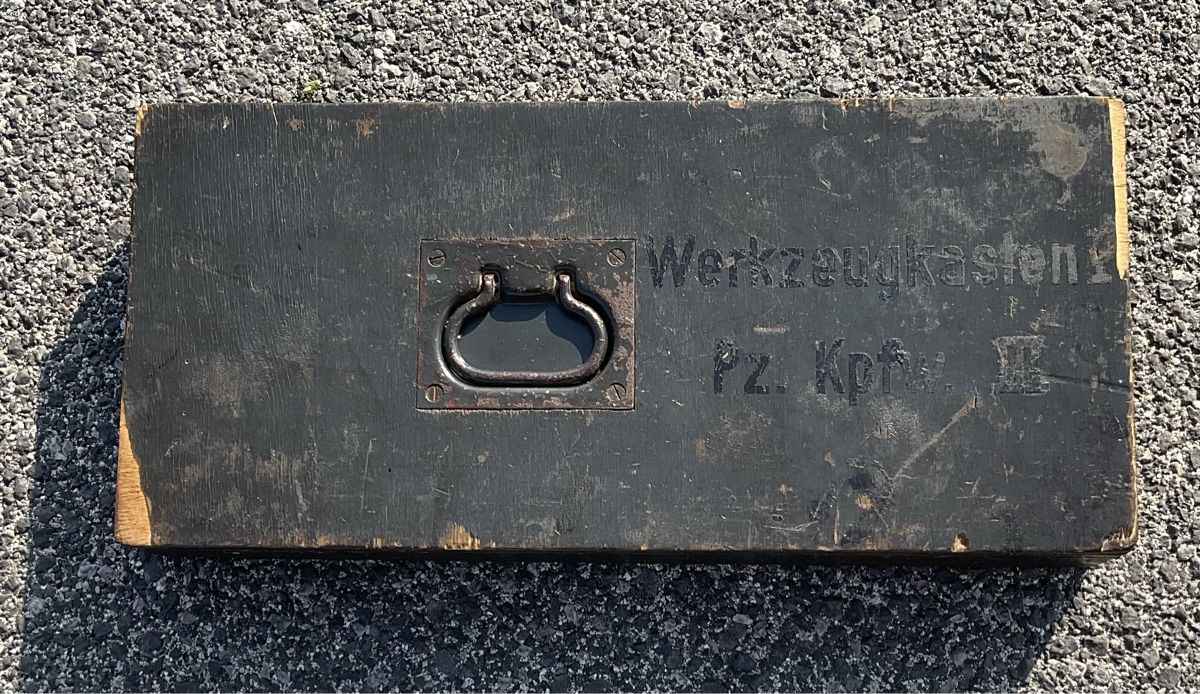 Werkzeugkasten 1
Pz. Kpfw. III